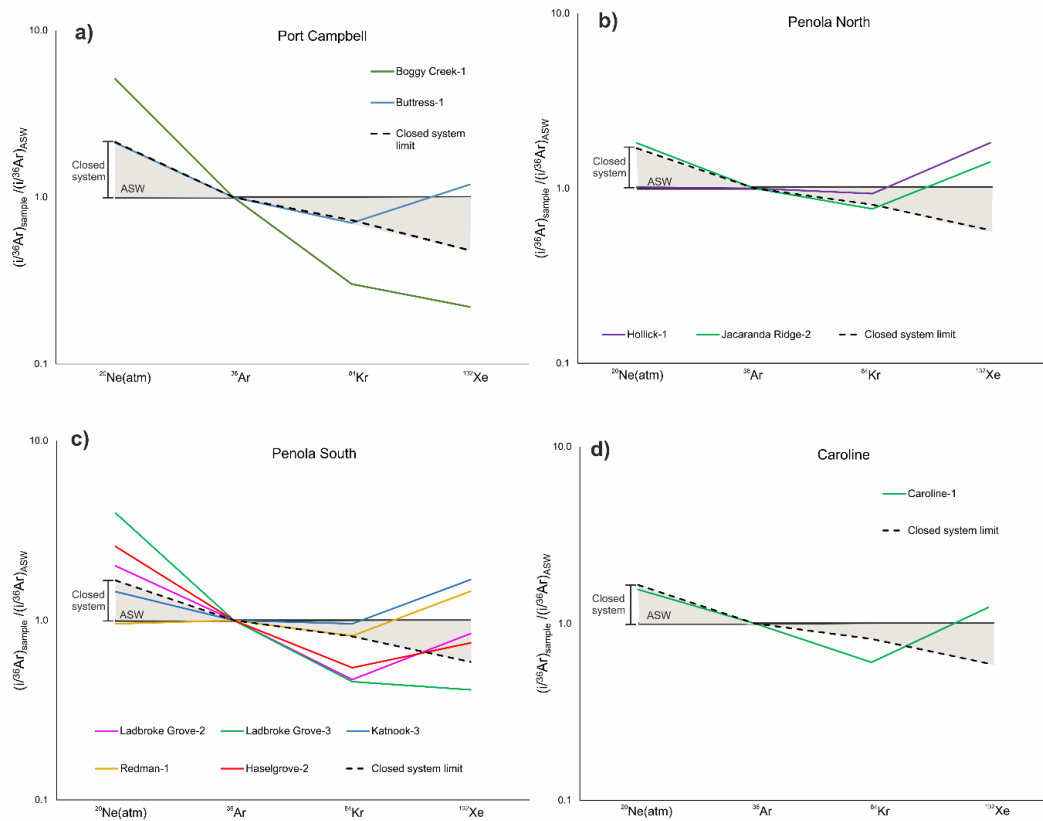 a)
Port Campbell
10.0
1.0
0.1
(i/³⁶Ar)sample /(i/³⁶Ar)ASW
Boggy Creek-1
Buttress-1
Closed system
limit
Closed
system
ASW
²⁰Ne(atm)
³⁶Ar
⁸⁴Kr
¹³²Xe
b)
Penola North
10.0
1.0
0.1
(i/³⁶Ar)sample /(i/³⁶Ar)ASW
Closed
system
ASW
Hollick-1
Jacaranda Ridge-2
Closed system limit
²⁰Ne(atm)
³⁶Ar
⁸⁴Kr
¹³²Xe
c)
Penola South
10.0
1.0
0.1
(i/³⁶Ar)sample /(i/³⁶Ar)ASW
Closed
system
ASW
Ladbroke Grove-2
Ladbroke Grove-3
Katnook-3
Redman-1
Haselgrove-2
Closed system limit
²⁰Ne(atm)
³⁶Ar
⁸⁴Kr
¹³²Xe
d)
Caroline
10.0
1.0
0.1
(i/³⁶Ar)sample /(i/³⁶Ar)ASW
Caroline-1
Closed system limit
Closed
system
ASW
²⁰Ne(atm)
³⁶Ar
⁸⁴Kr
¹³²Xe